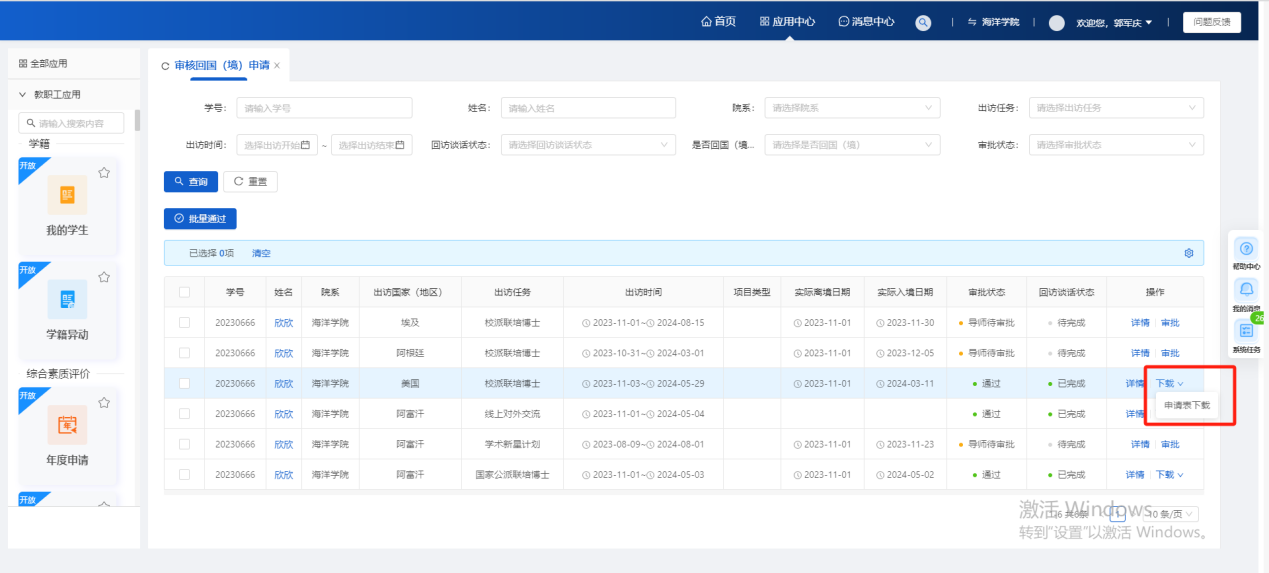 首页 应用中心 消息中心 海洋学院 欢迎您，郭军庆 问题反馈
全部应用
教职工应用
请输入搜索内容
学籍
开放
我的学生
开放
学籍异动
综合素质评价
开放
年度申请
开放
审核回国（境）申请 ×
学号: 请输入学号 姓名: 请输入姓名 院系: 请选择院系 出访任务: 请选择出访任务
出访时间: 选择出访开始 ~ 选择出访结束 回访谈话状态: 请选择回访谈话状态 是否回国（境... 请选择是否回国（境） 审批状态: 请选择审批状态
查询 重置
批量通过
已选择 0项 清空
学号 姓名 院系 出访国家（地区） 出访任务 出访时间 项目类型 实际离境日期 实际入境日期 审批状态 回访谈话状态 操作
20230666 欣欣 海洋学院 埃及 校派联培博士 2023-11-01~ 2024-08-15 2023-11-01 2023-11-30 导师待审批 待完成 详情 审批
20230666 欣欣 海洋学院 阿根廷 校派联培博士 2023-10-31~ 2024-03-01 2023-11-01 2023-12-05 导师待审批 待完成 详情 审批
20230666 欣欣 海洋学院 美国 校派联培博士 2023-11-03~ 2024-05-29 2023-11-01 2024-03-11 通过 已完成 详情 下载
申请表下载
20230666 欣欣 海洋学院 阿富汗 线上对外交流 2023-11-01~ 2024-05-04 通过 已完成 详情
20230666 欣欣 海洋学院 阿富汗 学术新星计划 2023-08-09~ 2024-08-01 2023-11-01 2023-11-23 导师待审批 待完成 详情 审批
20230666 欣欣 海洋学院 阿富汗 国家公派联培博士 2023-11-01~ 2024-05-03 2023-11-01 2024-05-02 通过 已完成 详情 下载
1 10 条/页
激活 Windows
转到"设置"以激活 Windows。
帮助中心
我的消息
26
系统任务